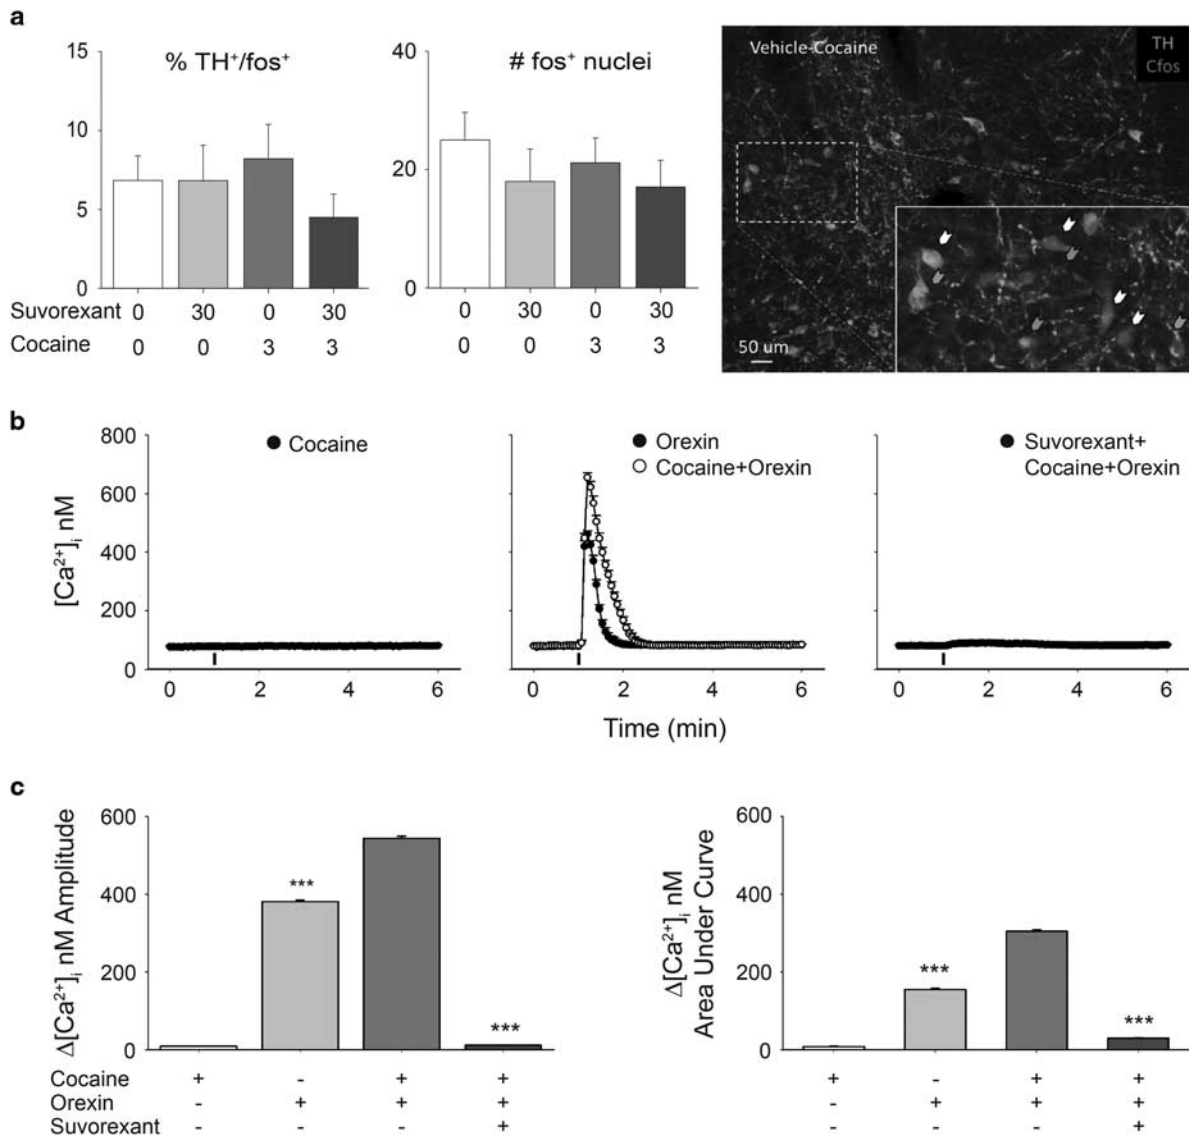 a
15
10
5
0
% TH⁺/fos⁺
40
20
0
# fos⁺ nuclei
Suvorexant 0 30 0 30 0 30 0 30
Cocaine 0 0 3 3 0 0 3 3
Vehicle-Cocaine
TH
Cfos
50 um
b
[Ca²⁺]ᵢ nM
800
600
400
200
0
Cocaine
0 2 4 6
Orexin
Cocaine+Orexin
0 2 4 6
Suvorexant+
Cocaine+Orexin
0 2 4 6
Time (min)
c
Δ[Ca²⁺]ᵢ nM Amplitude
600
400
200
0
***
***
Cocaine + - + +
Orexin - + + +
Suvorexant - - - +
Δ[Ca²⁺]ᵢ nM
Area Under Curve
600
400
200
0
***
***
+ - + +
- + + +
- - - +